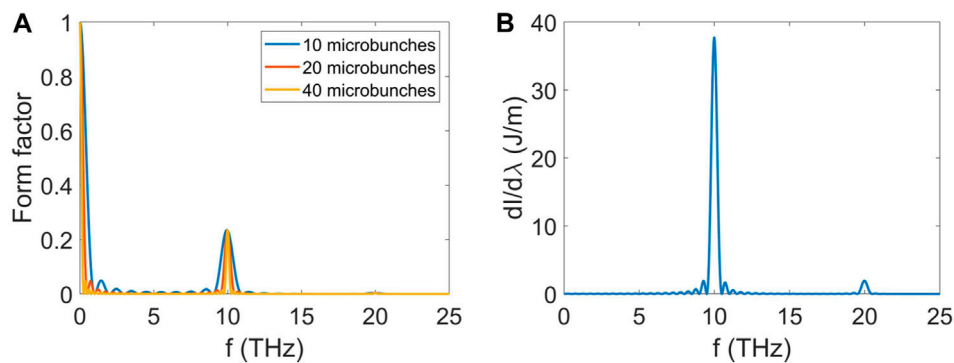 A
Form factor
1
0.8
0.6
0.4
0.2
0
0 5 10 15 20 25
f (THz)
10 microbunches
20 microbunches
40 microbunches
B
dI/dλ (J/m)
40
30
20
10
0
0 5 10 15 20 25
f (THz)